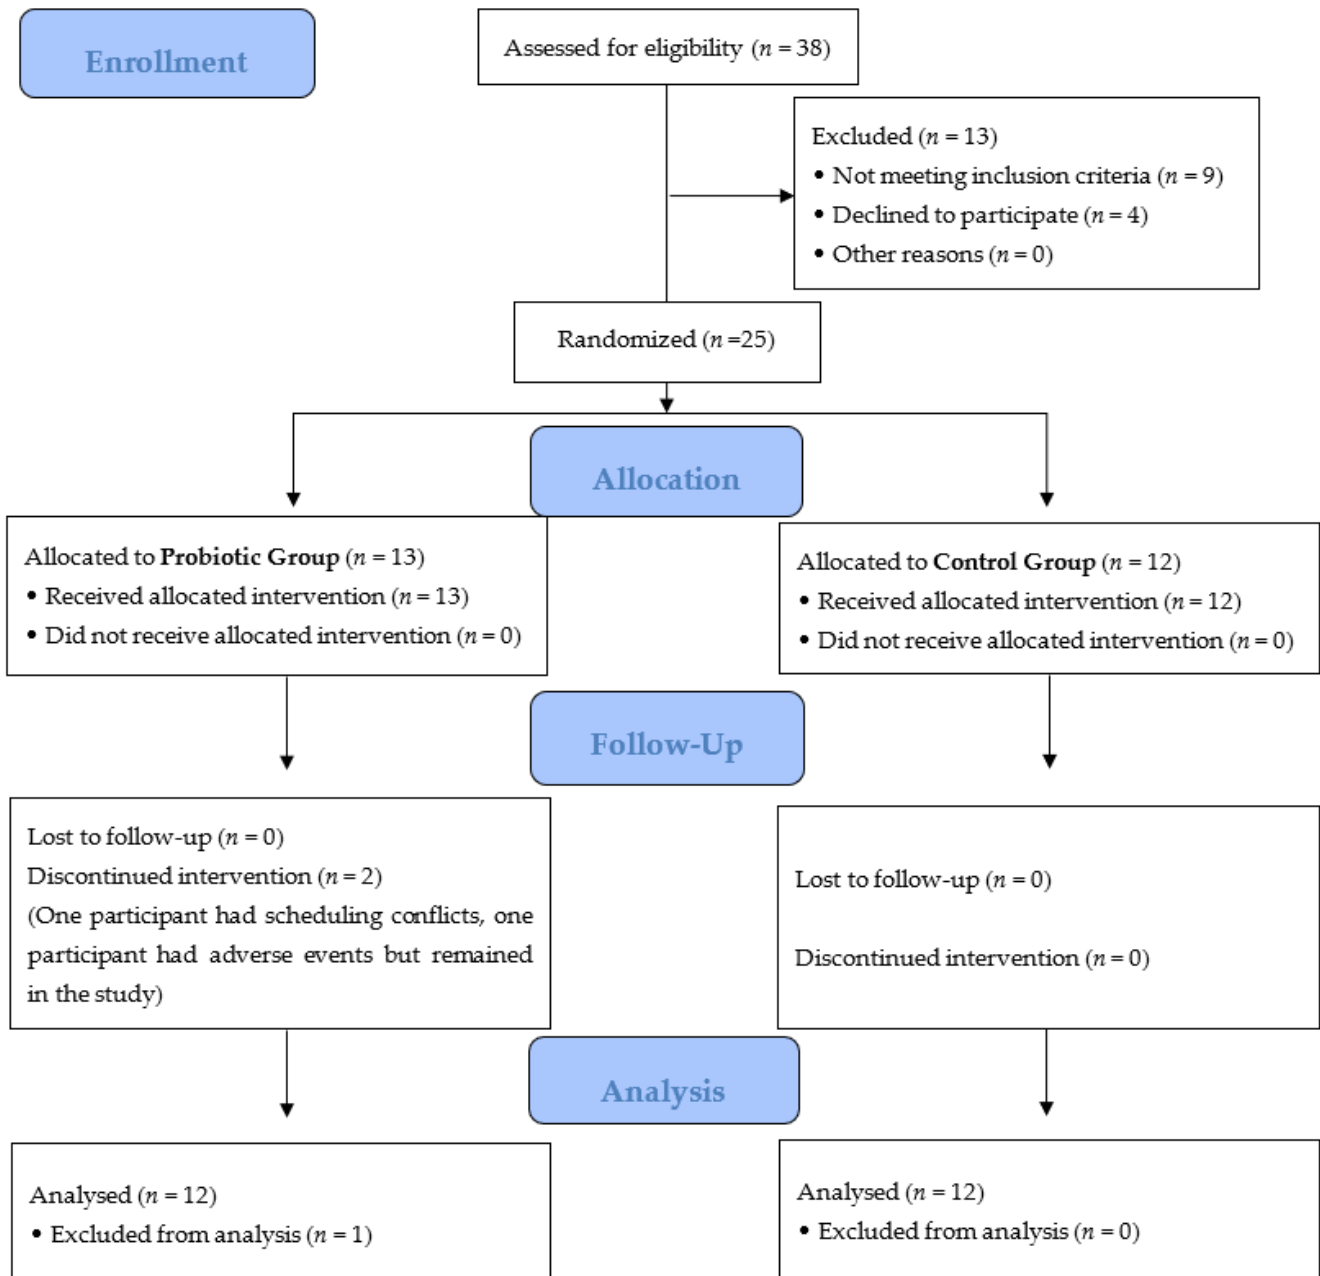 Enrollment
Assessed for eligibility (n = 38)
Excluded (n = 13)
• Not meeting inclusion criteria (n = 9)
• Declined to participate (n = 4)
• Other reasons (n = 0)
Randomized (n =25)
Allocation
Allocated to Probiotic Group (n = 13)
• Received allocated intervention (n = 13)
• Did not receive allocated intervention (n = 0)
Allocated to Control Group (n = 12)
• Received allocated intervention (n = 12)
• Did not receive allocated intervention (n = 0)
Follow-Up
Lost to follow-up (n = 0)
Discontinued intervention (n = 2)
(One participant had scheduling conflicts, one
participant had adverse events but remained
in the study)
Lost to follow-up (n = 0)
Discontinued intervention (n = 0)
Analysis
Analysed (n = 12)
• Excluded from analysis (n = 1)
Analysed (n = 12)
• Excluded from analysis (n = 0)